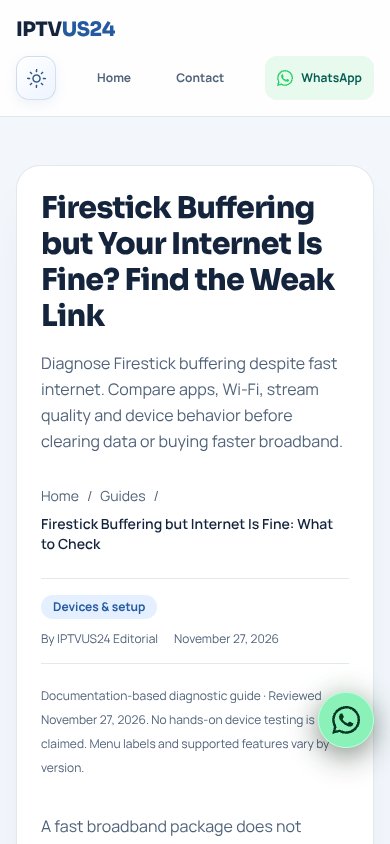 IPTVUS24
Home
Contact
WhatsApp
Firestick Buffering
but Your Internet Is
Fine? Find the Weak
Link
Diagnose Firestick buffering despite fast
internet. Compare apps, Wi-Fi, stream
quality and device behavior before
clearing data or buying faster broadband.
Home / Guides /
Firestick Buffering but Internet Is Fine: What
to Check
Devices & setup
By IPTVUS24 Editorial November 27, 2026
Documentation-based diagnostic guide · Reviewed
November 27, 2026. No hands-on device testing is
claimed. Menu labels and supported features vary by
version.
A fast broadband package does not